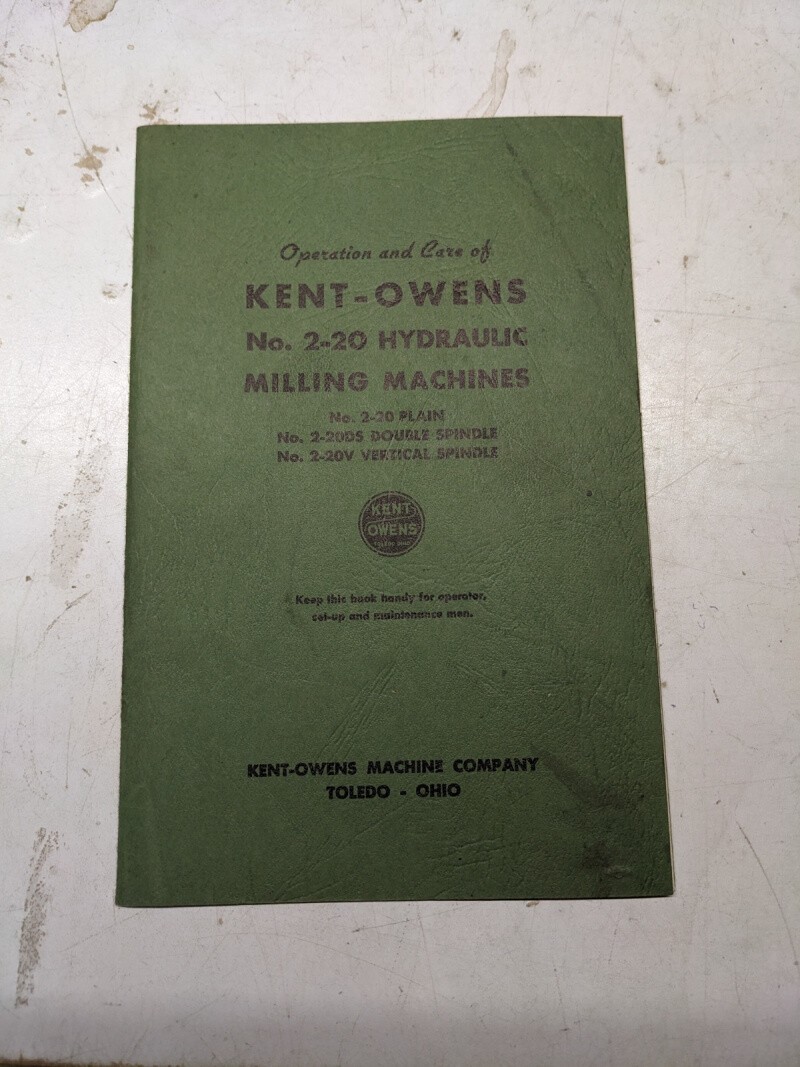 Operation and Care of
KENT-OWENS
No. 2-20 HYDRAULIC
MILLING MACHINES
No. 2-20 PLAIN
No. 2-20DS DOUBLE SPINDLE
No. 2-20V VERTICAL SPINDLE
KENT
OWENS
TOLEDO OHIO
Keep this book handy for operator,
set-up and maintenance men.
KENT-OWENS MACHINE COMPANY
TOLEDO - OHIO